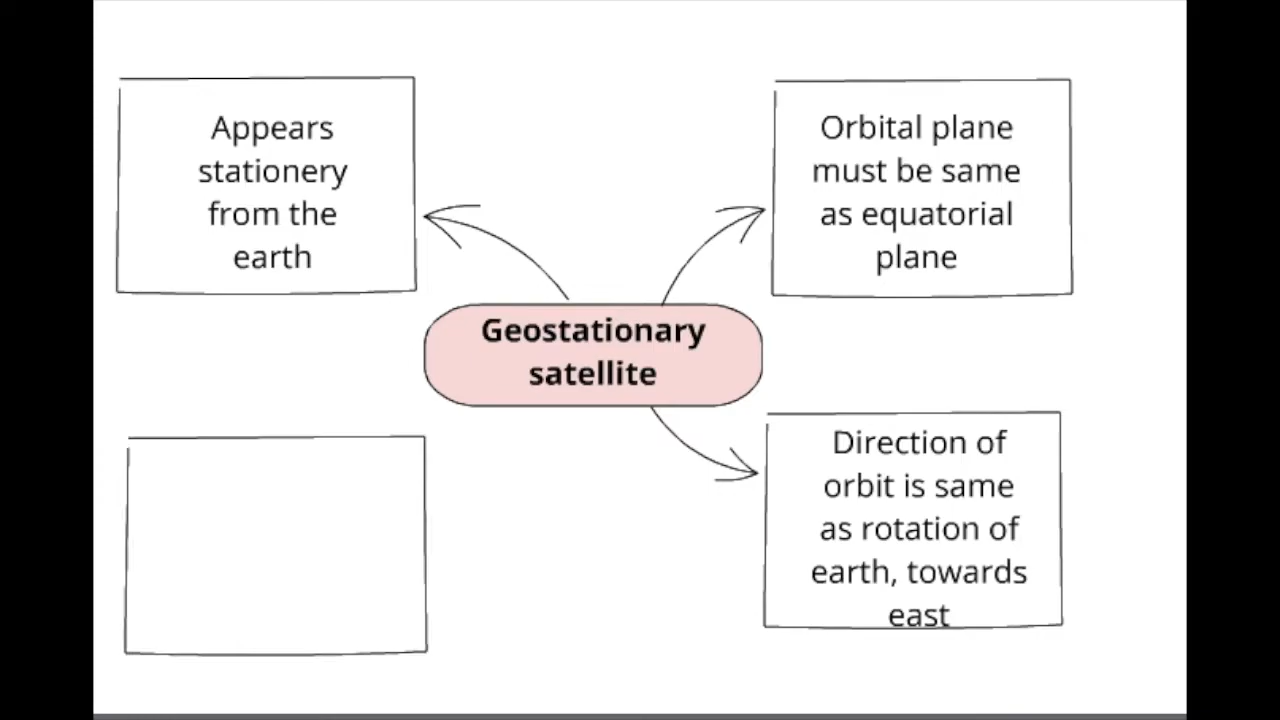 Appears
stationery
from the
earth
Orbital plane
must be same
as equatorial
plane
Geostationary
satellite
Direction of
orbit is same
as rotation of
earth, towards
east